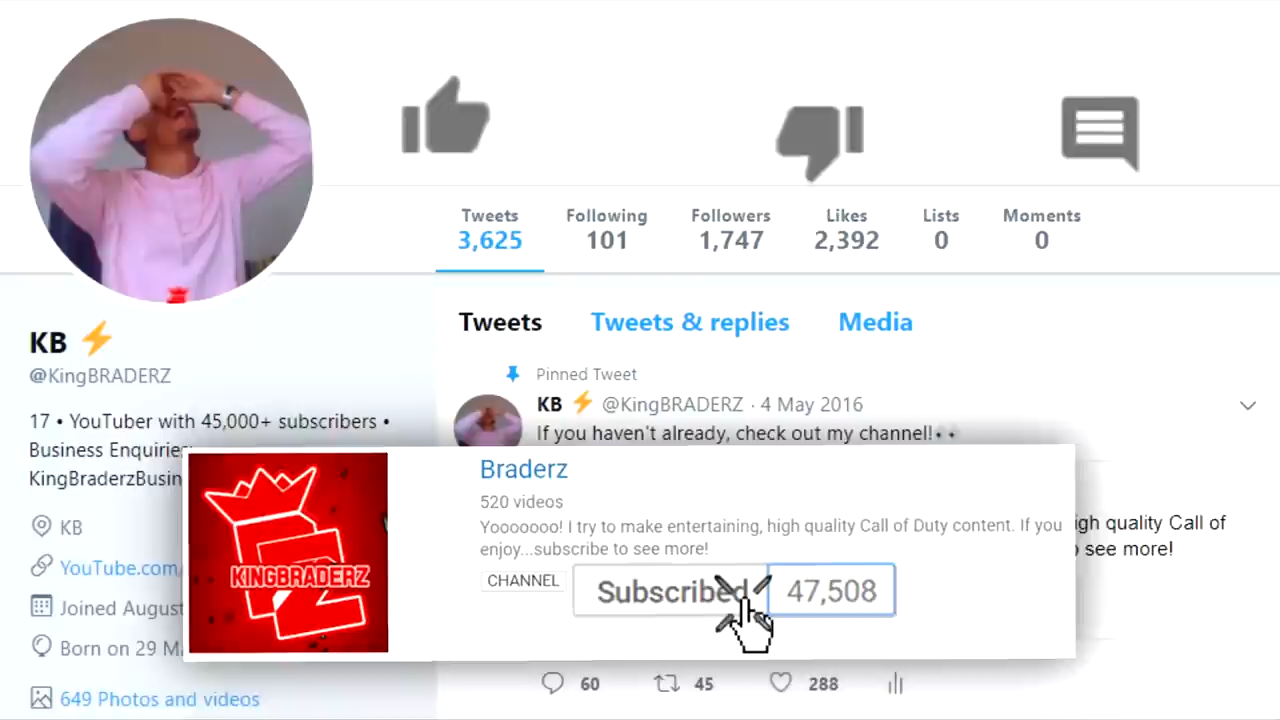 Tweets Following Followers Likes Lists Moments
3,625 101 1,747 2,392 0 0
Tweets Tweets & replies Media
KB⚡
@KingBRADERZ
17 • YouTuber with 45,000+ subscribers •
Business
KB
YouTube.com/
Joined August
Born on 29
649 Photos and videos
Pinned Tweet
KB⚡ @KingBRADERZ · 4 May 2016
If you haven't already, check out my channel!
KINGBRADERZ
Braderz
520 videos
Yooooooo! I try to make entertaining, high quality Call of Duty content. If you
enjoy...subscribe to see more!
CHANNEL Subscribed 47,508
quality Call of
see more!
60 45 288